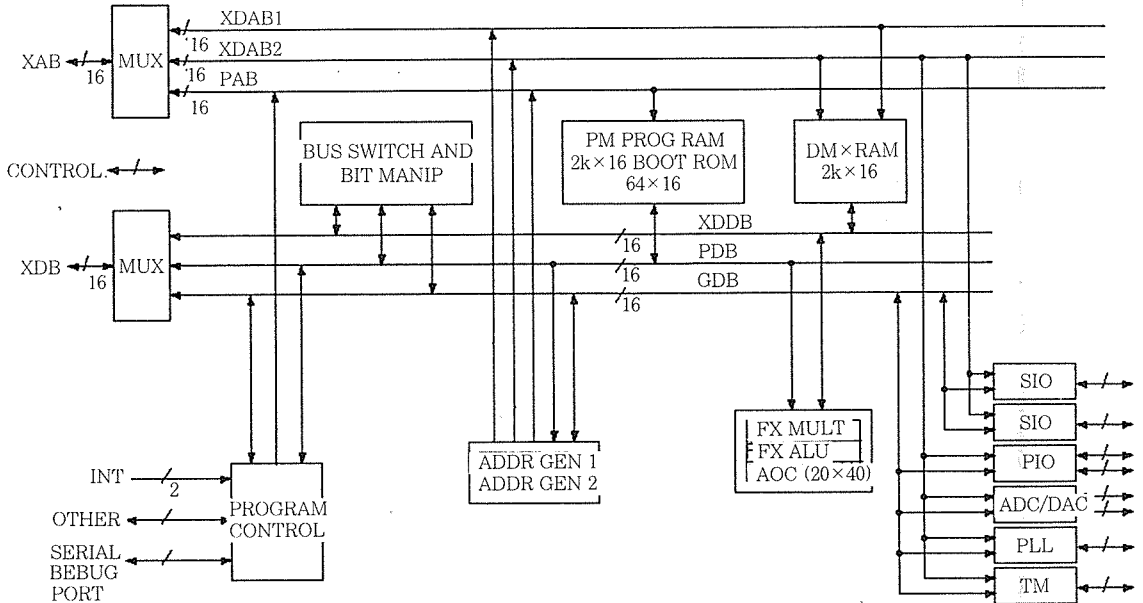 XDAB1
16
XAB
16
MUX
XDAB2
16
PAB
16
CONTROL.
BUS SWITCH AND
BIT MANIP
PM PROG RAM
2k×16 BOOT ROM
64×16
DM×RAM
2k×16
XDDB
16
XDB
16
MUX
PDB
16
GDB
16
SIO
SIO
PIO
ADC/DAC
PLL
TM
FX MULT
FX ALU
AOC (20×40)
ADDR GEN 1
ADDR GEN 2
INT
2
OTHER
PROGRAM
CONTROL
SERIAL
BEBUG
PORT